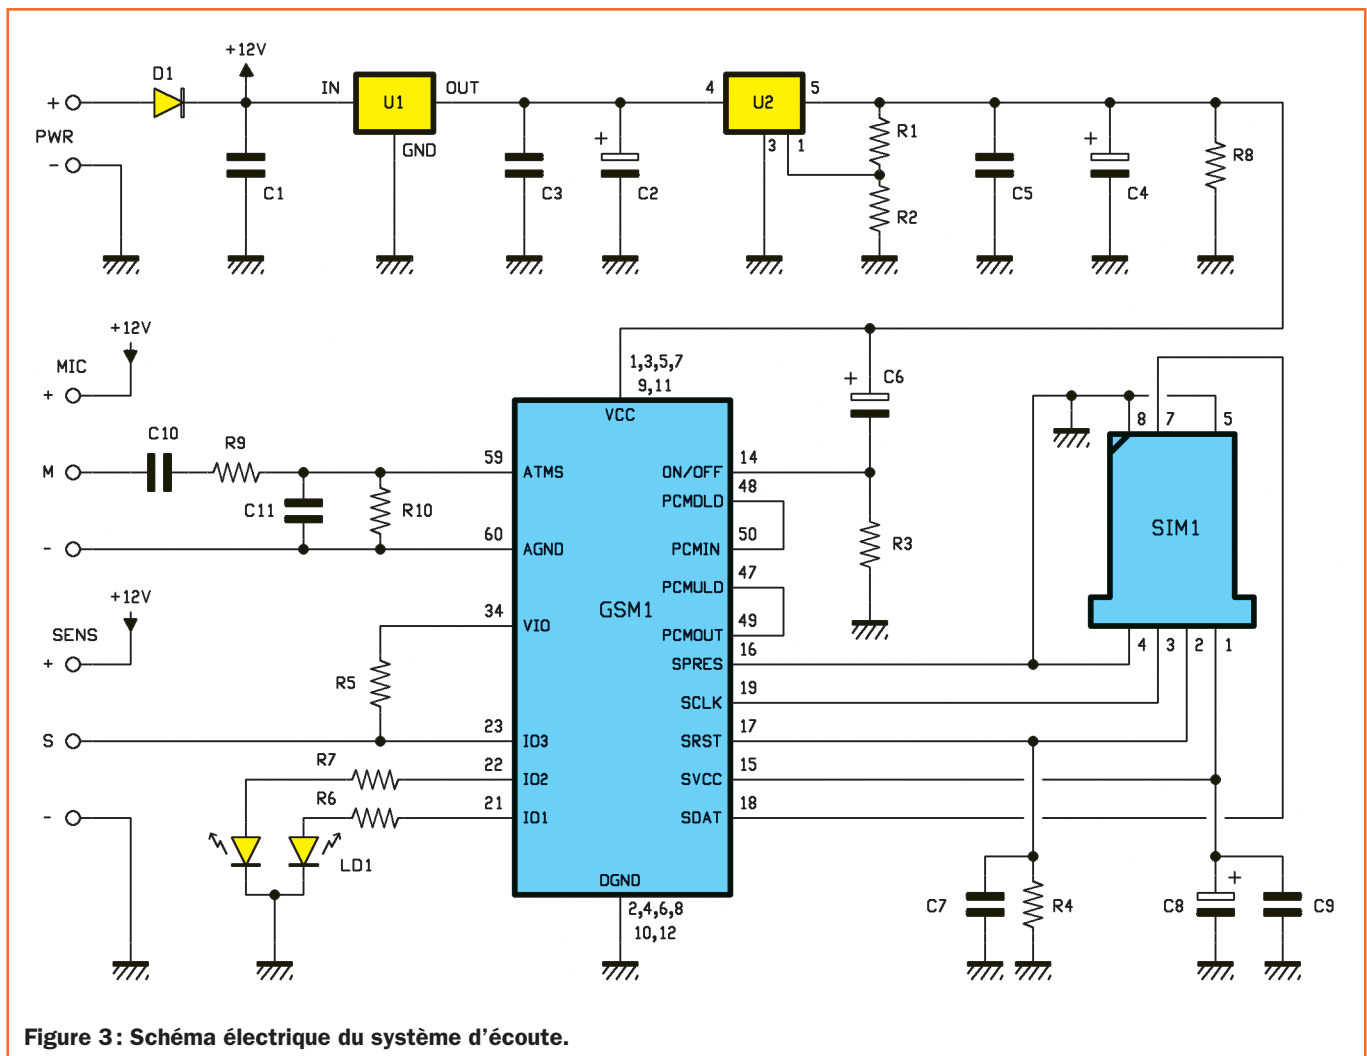 +12V
D1
IN
U1
OUT
4
U2
5
+
PWR
-
GND
C1
C3
+
C2
3
1
R1
R2
C5
+
C4
R8
+12V
MIC
+
1,3,5,7
9,11
VCC
+
C6
8
7
5
C10
R9
M
59
ATMS
ON/OFF
14
C11
R10
PCMDLD
48
R3
SIM1
-
60
AGND
PCMIN
50
+12V
PCMULD
47
GSM1
SENS
34
VIO
PCMOUT
49
+
SPRES
16
4
3
2
1
R5
SCLK
19
S
23
IO3
SRST
17
R7
22
IO2
SVCC
15
R6
21
IO1
SDAT
18
-
LD1
DGND
2,4,6,8
10,12
C7
R4
C8
+
C9
Figure 3 : Schéma électrique du système d'écoute.